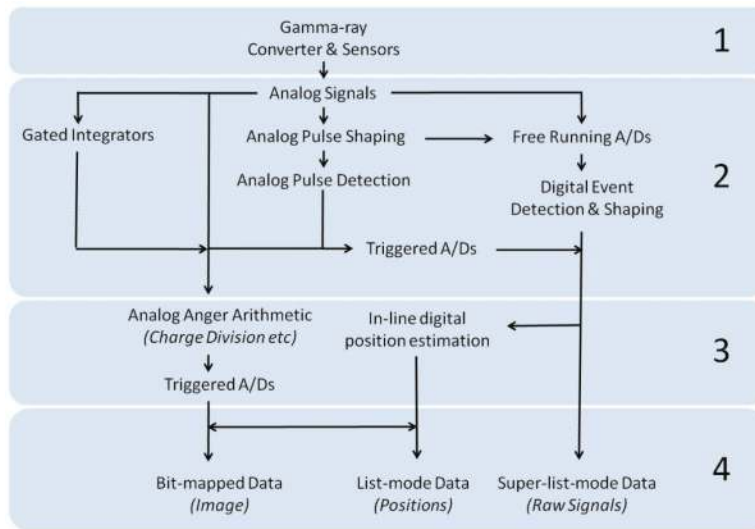 Gamma-ray
Converter & Sensors
1
Analog Signals
Gated Integrators
Analog Pulse Shaping
Free Running A/Ds
Analog Pulse Detection
Digital Event
Detection & Shaping
2
Triggered A/Ds
Analog Anger Arithmetic
(Charge Division etc)
In-line digital
position estimation
3
Triggered A/Ds
Bit-mapped Data
(Image)
List-mode Data
(Positions)
Super-list-mode Data
(Raw Signals)
4